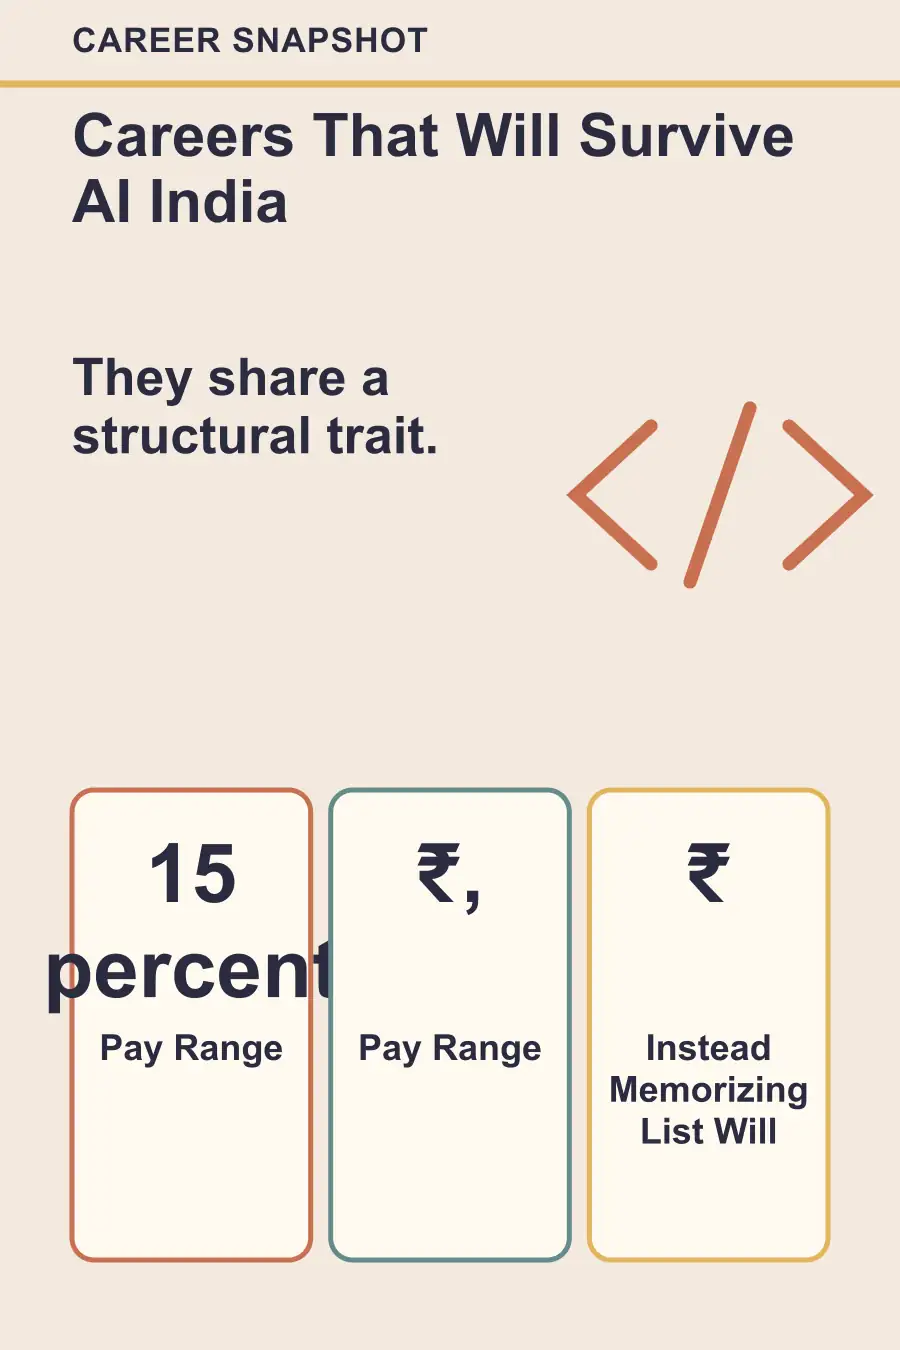 CAREER SNAPSHOT
Careers That Will Survive
AI India
They share a
structural trait.
</>
15
percent
Pay Range
₹,
Pay Range
₹
Instead
Memorizing
List Will